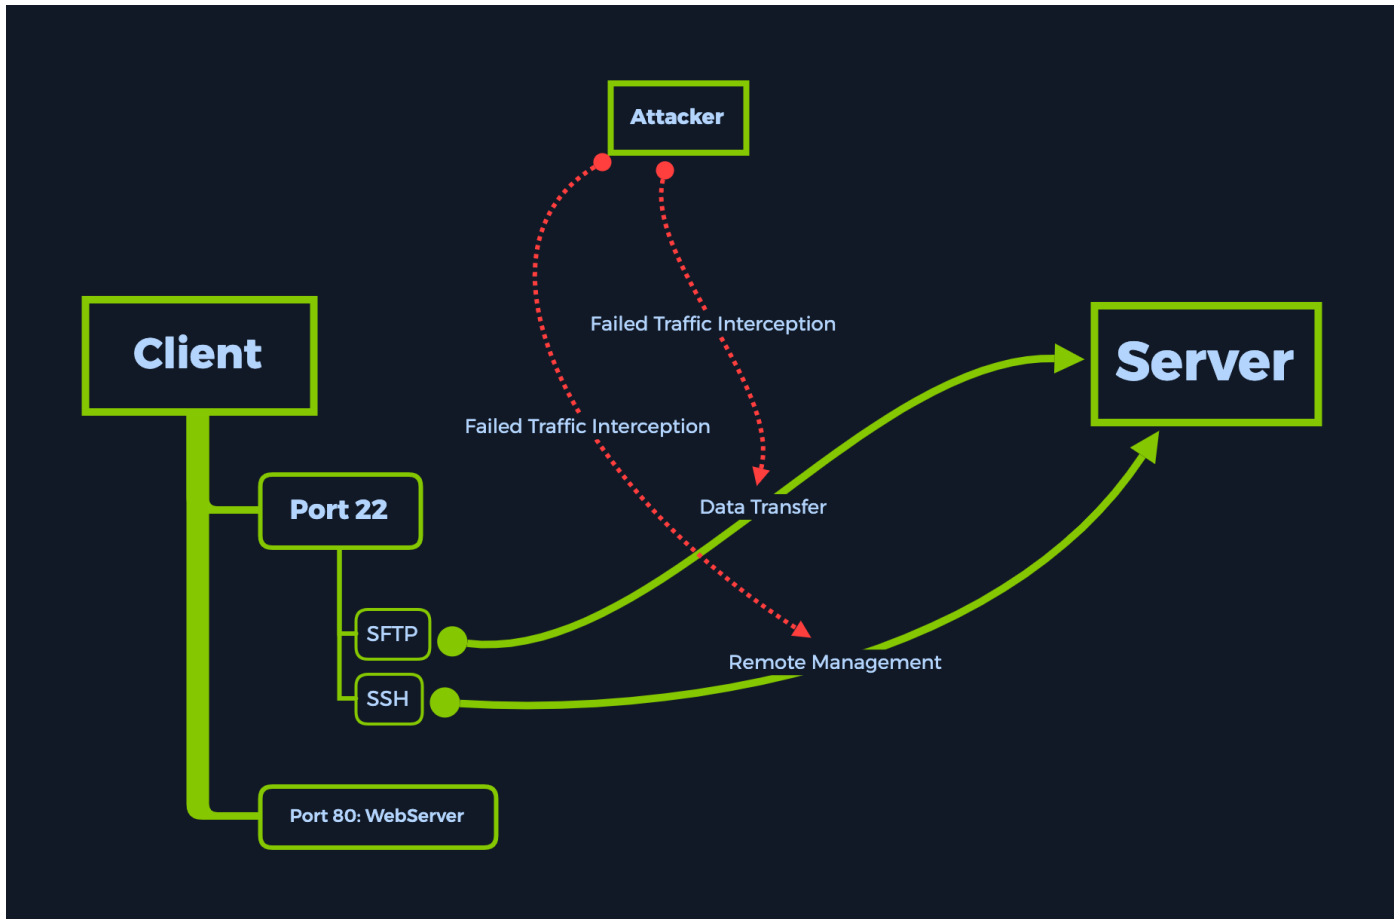 Attacker
Failed Traffic Interception
Client
Server
Failed Traffic Interception
Port 22
Data Transfer
SFTP
Remote Management
SSH
Port 80: WebServer